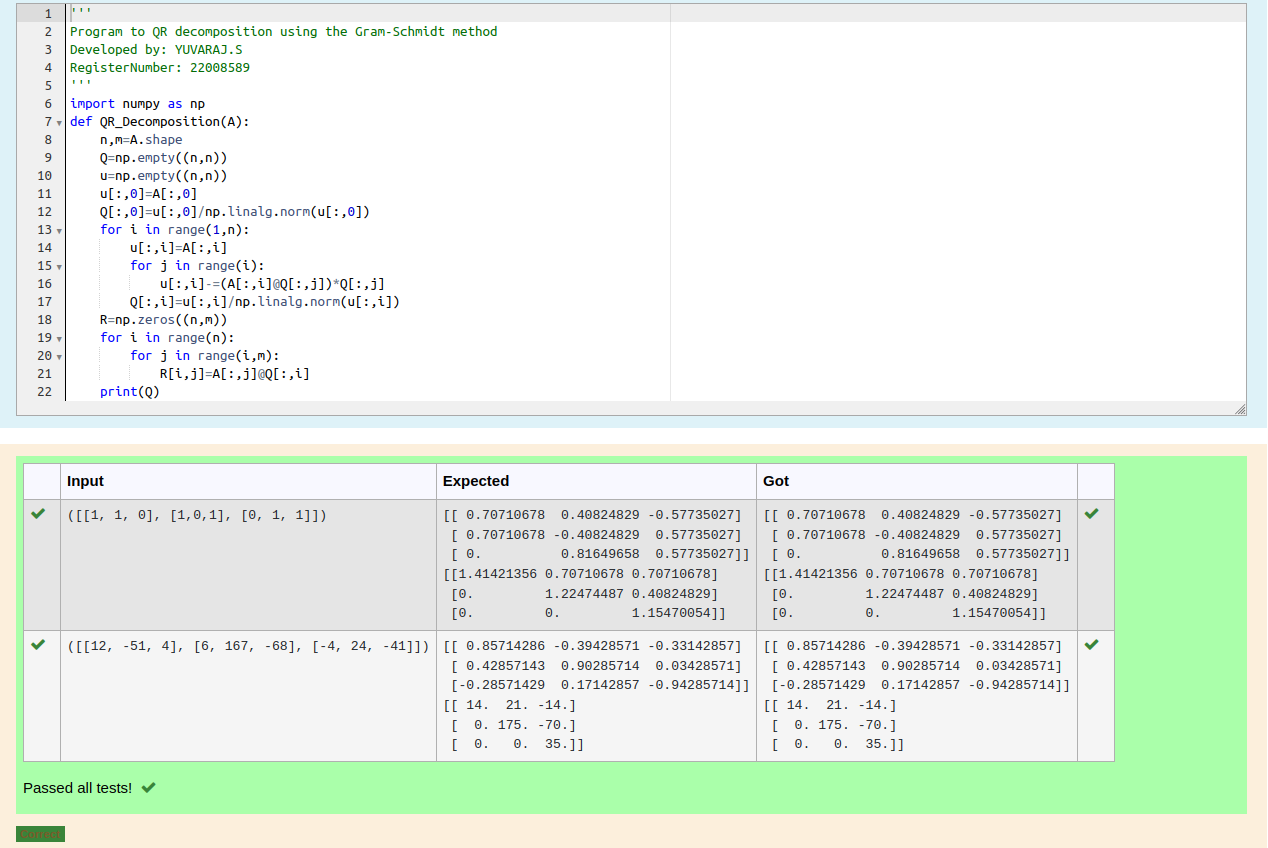 1 '''
2 Program to QR decomposition using the Gram-Schmidt method
3 Developed by: YUVARAJ.S
4 RegisterNumber: 22008589
5 '''
6 import numpy as np
7 def QR_Decomposition(A):
8     n,m=A.shape
9     Q=np.empty((n,n))
10     u=np.empty((n,n))
11     u[:,0]=A[:,0]
12     Q[:,0]=u[:,0]/np.linalg.norm(u[:,0])
13     for i in range(1,n):
14         u[:,i]=A[:,i]
15         for j in range(i):
16             u[:,i]-=(A[:,i]@Q[:,j])*Q[:,j]
17         Q[:,i]=u[:,i]/np.linalg.norm(u[:,i])
18     R=np.zeros((n,m))
19     for i in range(n):
20         for j in range(i,m):
21             R[i,j]=A[:,j]@Q[:,i]
22     print(Q)
Input Expected Got
([[1, 1, 0], [1,0,1], [0, 1, 1]]) [[ 0.70710678  0.40824829 -0.57735027] [[ 0.70710678  0.40824829 -0.57735027]
[ 0.70710678 -0.40824829  0.57735027] [ 0.70710678 -0.40824829  0.57735027]
[ 0.          0.81649658  0.57735027]] [ 0.          0.81649658  0.57735027]]
[[1.41421356 0.70710678 0.70710678] [[1.41421356 0.70710678 0.70710678]
[0.         1.22474487 0.40824829] [0.         1.22474487 0.40824829]
[0.         0.         1.15470054]] [0.         0.         1.15470054]]
([[12, -51, 4], [6, 167, -68], [-4, 24, -41]]) [[ 0.85714286 -0.39428571 -0.33142857] [[ 0.85714286 -0.39428571 -0.33142857]
[ 0.42857143  0.90285714  0.03428571] [ 0.42857143  0.90285714  0.03428571]
[-0.28571429  0.17142857 -0.94285714]] [-0.28571429  0.17142857 -0.94285714]]
[[ 14.  21. -14.] [[ 14.  21. -14.]
[  0. 175. -70.] [  0. 175. -70.]
[  0.   0.  35.]] [  0.   0.  35.]]
Passed all tests!
Correct